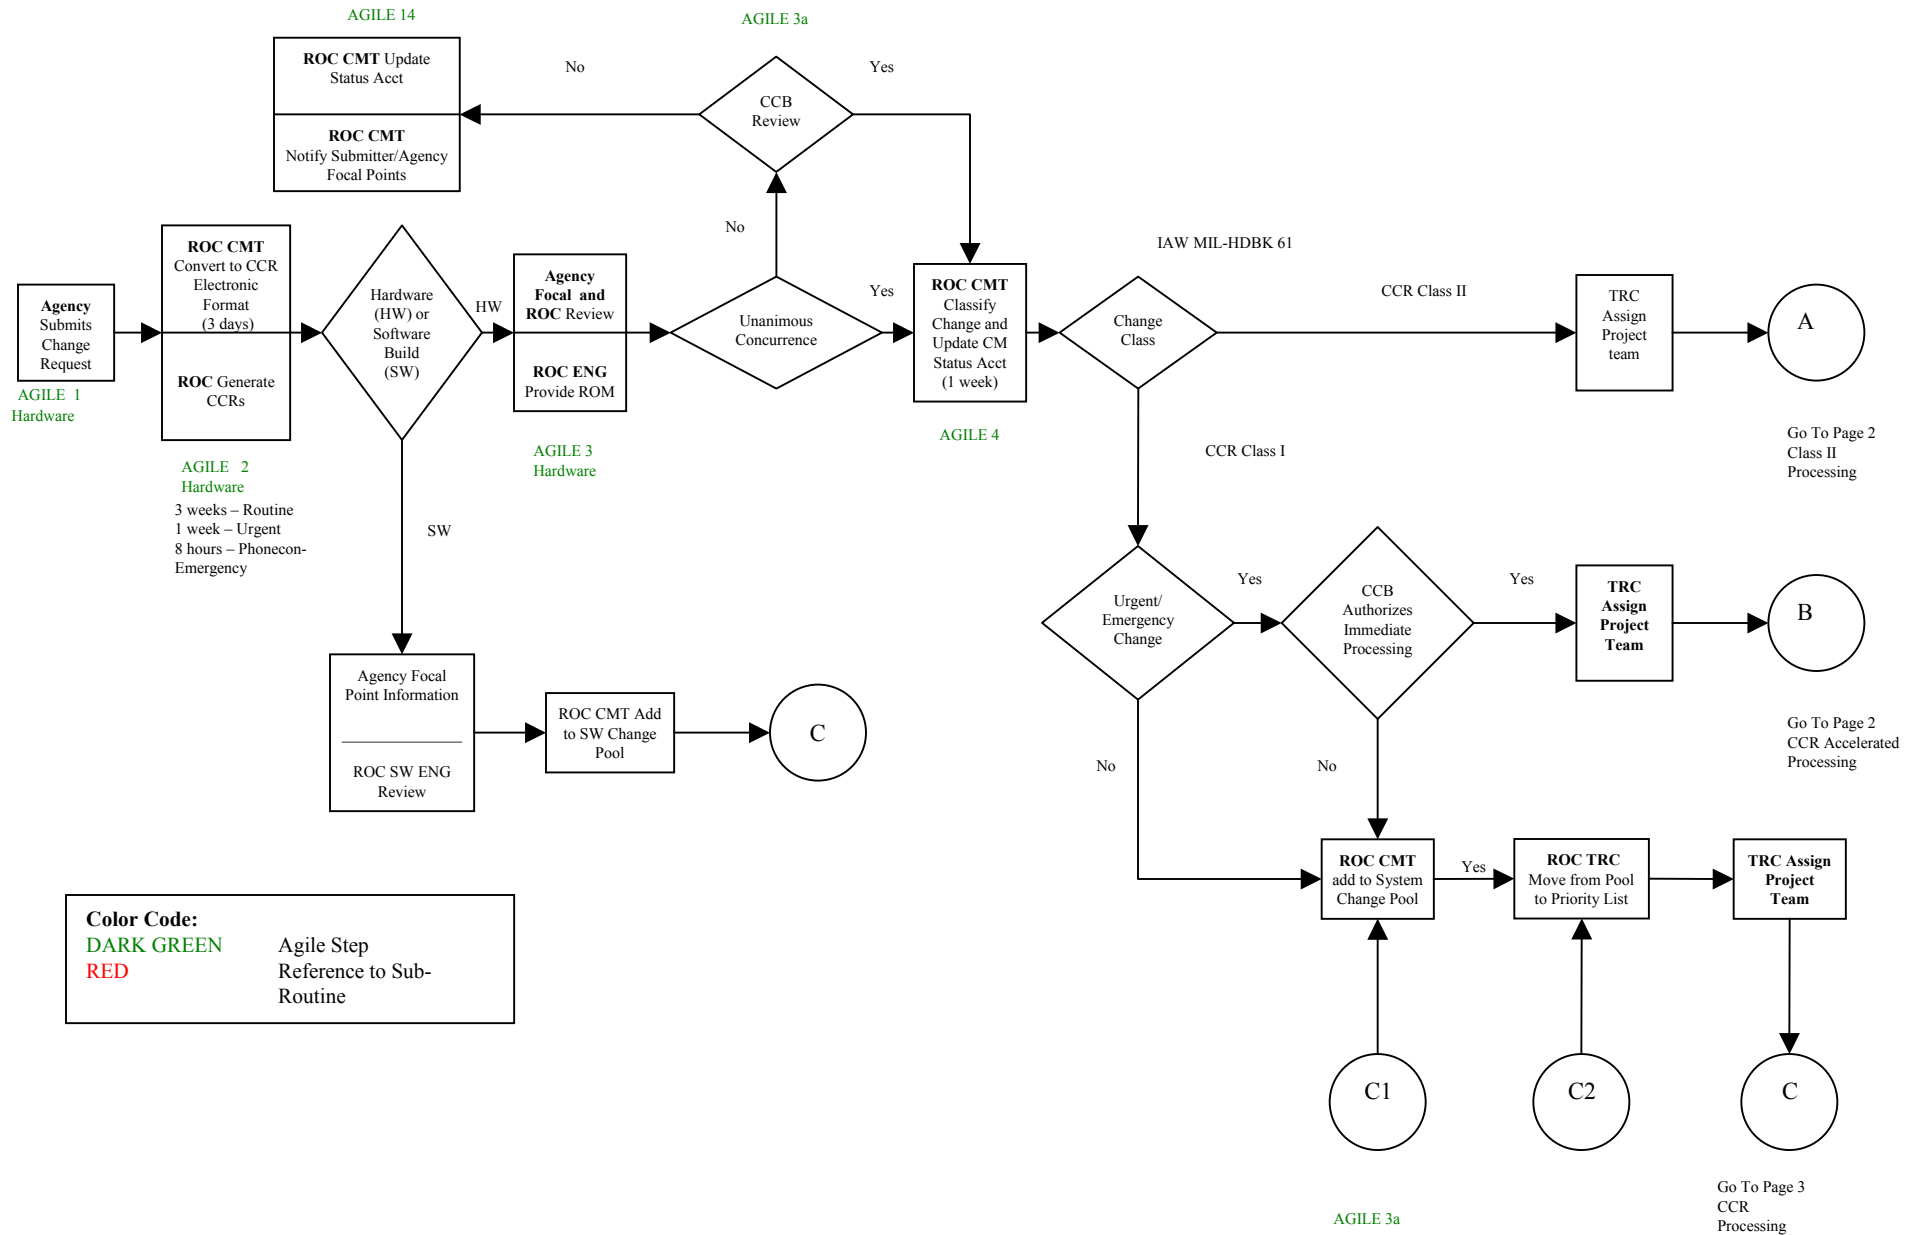 AGILE 14
AGILE 3a
ROC CMT Update
Status Acct
ROC CMT
Notify Submitter/Agency
Focal Points
No
CCB
Review
Yes
No
Agency
Submits
Change
Request
AGILE 1
Hardware
ROC CMT
Convert to CCR
Electronic
Format
(3 days)
ROC Generate
CCRs
AGILE 2
Hardware
3 weeks – Routine
1 week – Urgent
8 hours – Phonecon-
Emergency
Hardware
(HW) or
Software
Build
(SW)
HW
SW
Agency
Focal and
ROC Review
ROC ENG
Provide ROM
AGILE 3
Hardware
Unanimous
Concurrence
Yes
ROC CMT
Classify
Change and
Update CM
Status Acct
(1 week)
AGILE 4
IAW MIL-HDBK 61
Change
Class
CCR Class II
TRC
Assign
Project
team
A
Go To Page 2
Class II
Processing
CCR Class I
Urgent/
Emergency
Change
Yes
CCB
Authorizes
Immediate
Processing
Yes
TRC
Assign
Project
Team
B
Go To Page 2
CCR Accelerated
Processing
Agency Focal
Point Information
ROC SW ENG
Review
ROC CMT Add
to SW Change
Pool
C
No
No
ROC CMT
add to System
Change Pool
Yes
ROC TRC
Move from Pool
to Priority List
TRC Assign
Project
Team
C1
C2
C
Go To Page 3
CCR
Processing
AGILE 3a
Color Code:
DARK GREEN Agile Step
RED Reference to Sub-
Routine